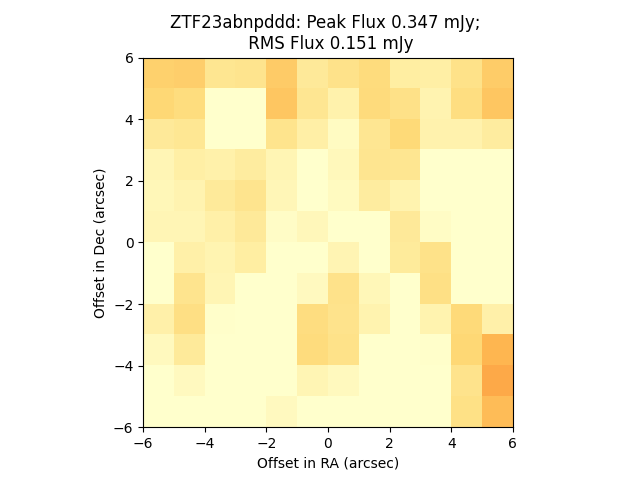 ZTF23abnpddd: Peak Flux 0.347 mJy;
RMS Flux 0.151 mJy
6
4
2
0
−2
−4
−6
Offset in Dec (arcsec)
−6 −4 −2 0 2 4 6
Offset in RA (arcsec)